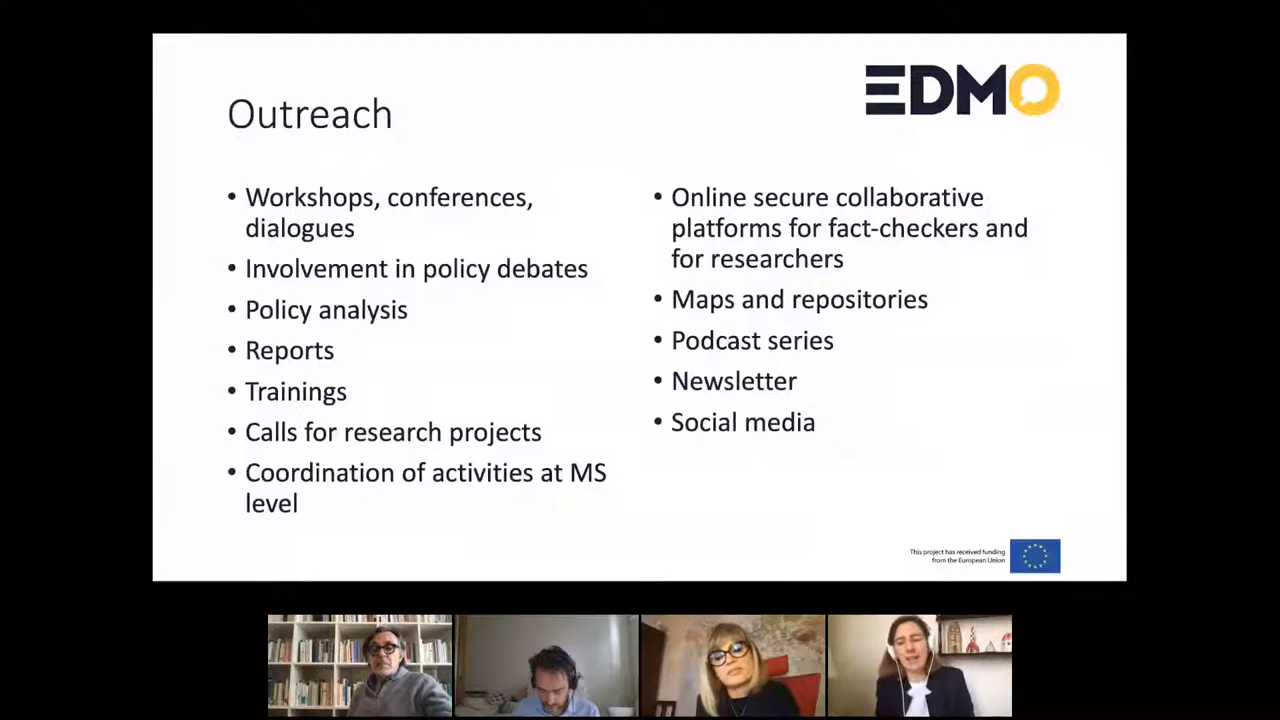 EDMO
Outreach
• Workshops, conferences,
dialogues
• Involvement in policy debates
• Policy analysis
• Reports
• Trainings
• Calls for research projects
• Coordination of activities at MS
level
• Online secure collaborative
platforms for fact-checkers and
for researchers
• Maps and repositories
• Podcast series
• Newsletter
• Social media
This project has received funding
from the European Union